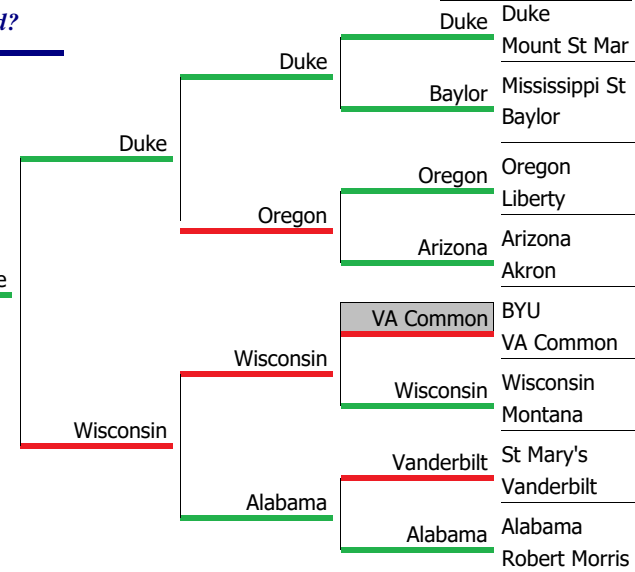 d?
Duke
Mount St Mar
Mississippi St
Baylor
Oregon
Liberty
Arizona
Akron
BYU
VA Common
Wisconsin
Montana
St Mary's
Vanderbilt
Alabama
Robert Morris
Duke
Baylor
Oregon
Arizona
VA Common
Wisconsin
Vanderbilt
Alabama
Duke
Oregon
Wisconsin
Alabama
Duke
Wisconsin
e